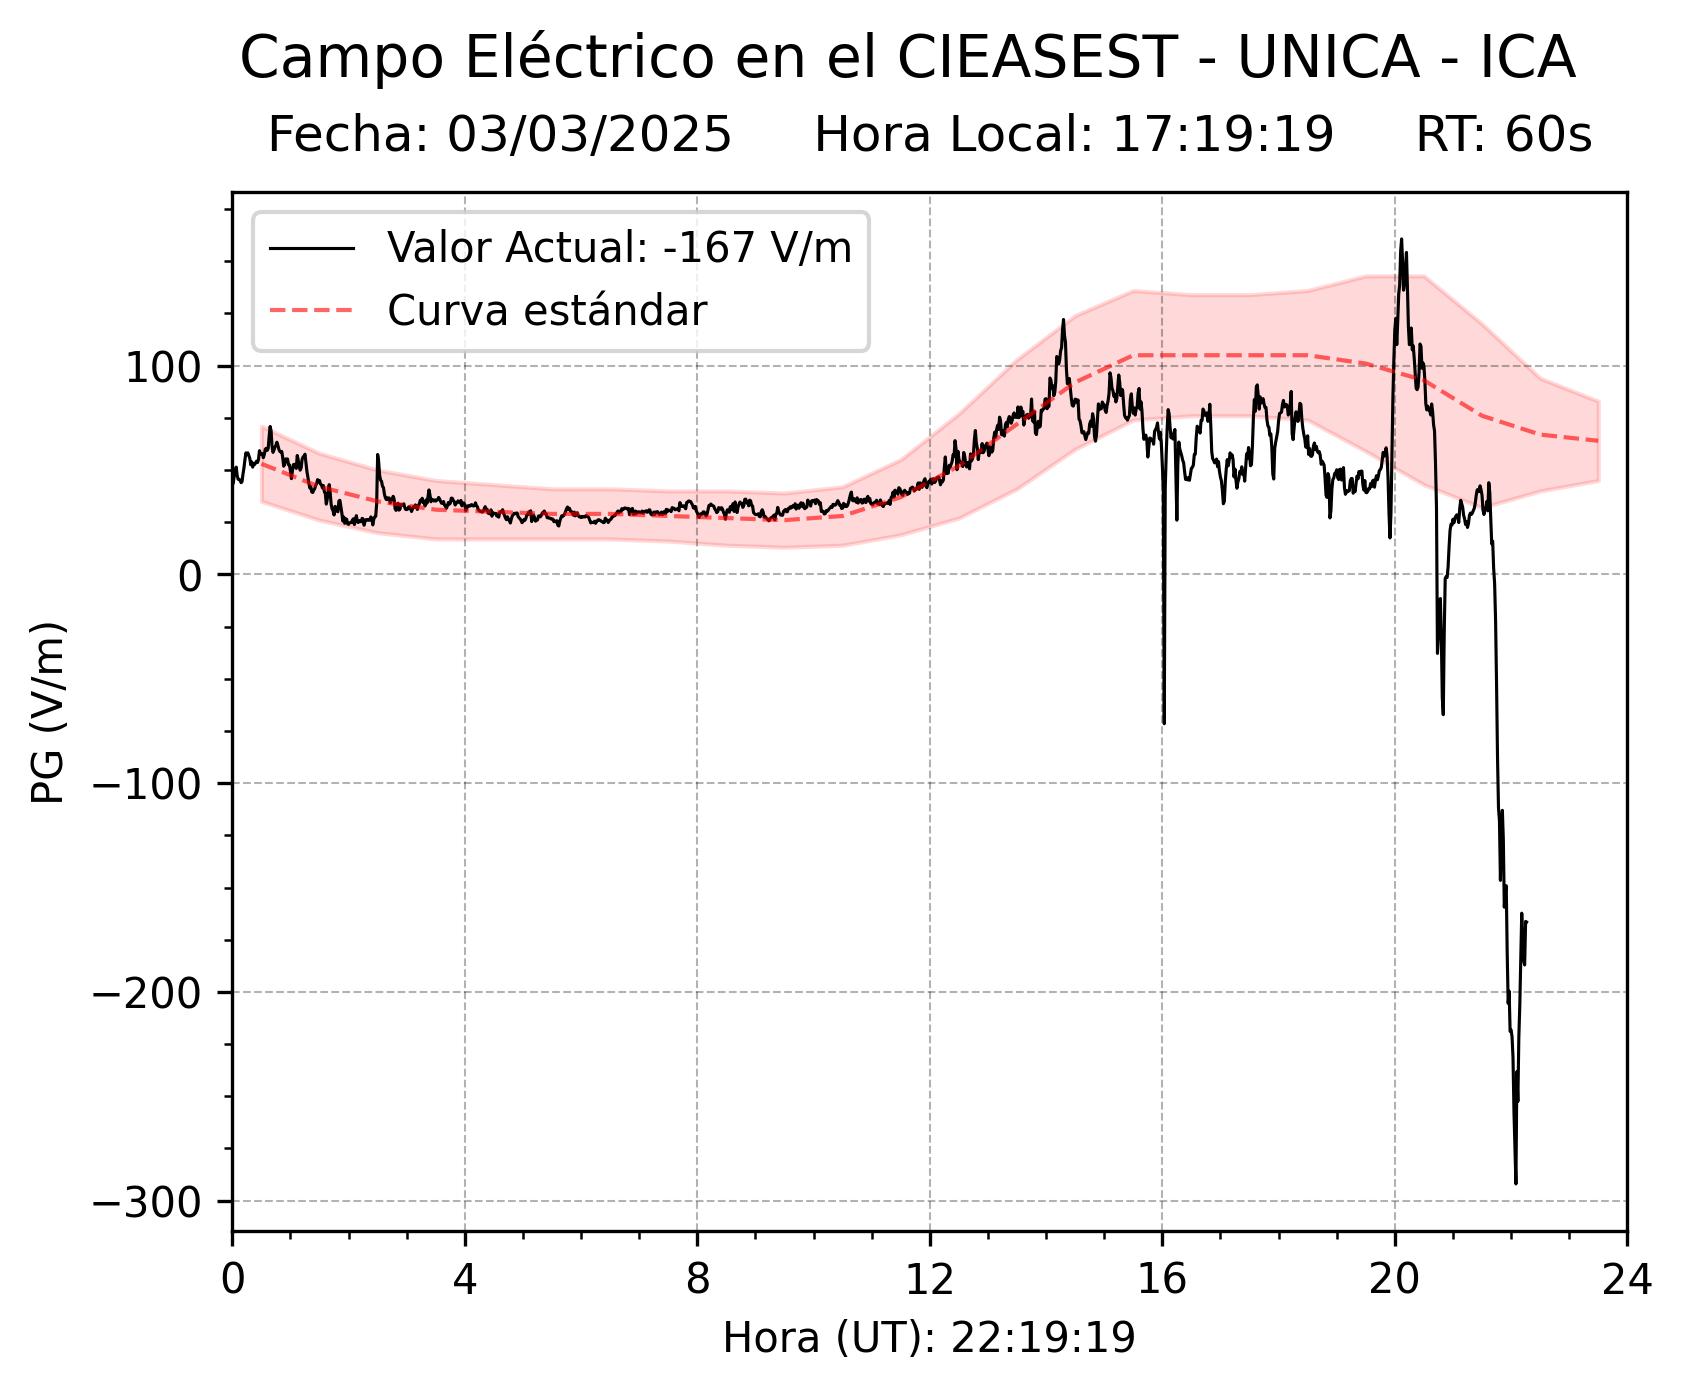 Campo Eléctrico en el CIEASEST - UNICA - ICA
Fecha: 03/03/2025 Hora Local: 17:19:19 RT: 60s
Valor Actual: -167 V/m
Curva estándar
PG (V/m)
100
0
−100
−200
−300
0 4 8 12 16 20 24
Hora (UT): 22:19:19